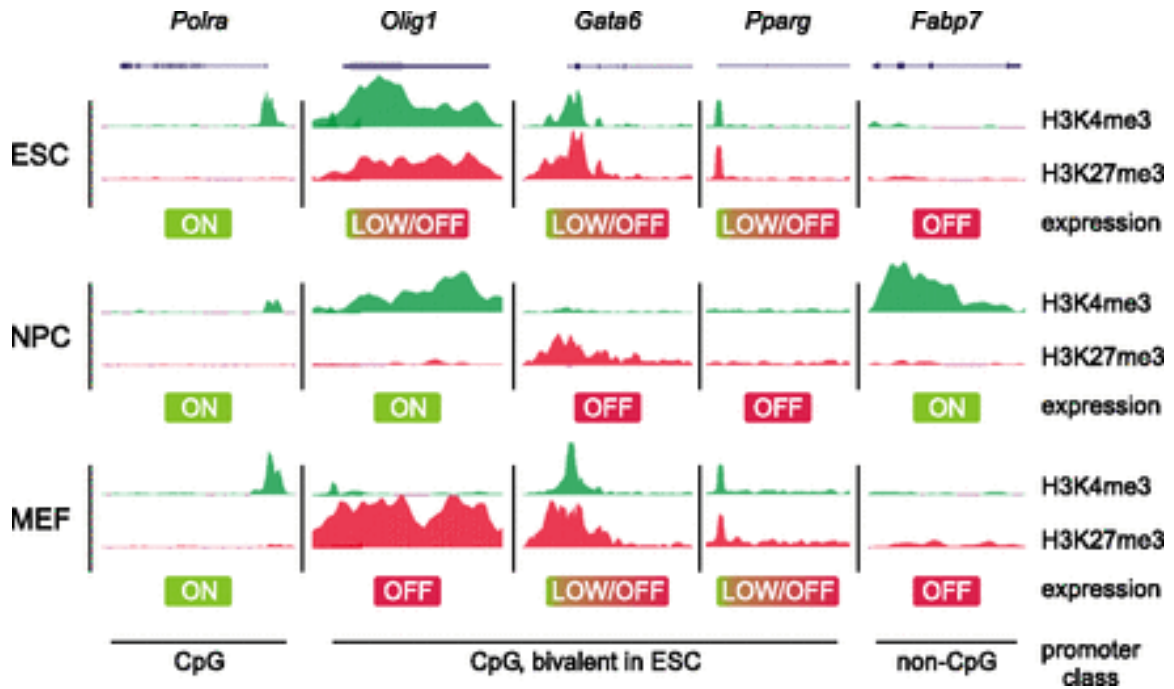 Polra Olig1 Gata6 Pparg Fabp7
H3K4me3
ESC
H3K27me3
ON LOW/OFF LOW/OFF LOW/OFF OFF expression
H3K4me3
NPC
H3K27me3
ON ON OFF OFF ON expression
H3K4me3
MEF
H3K27me3
ON OFF LOW/OFF LOW/OFF OFF expression
CpG CpG, bivalent in ESC non-CpG promoter
class